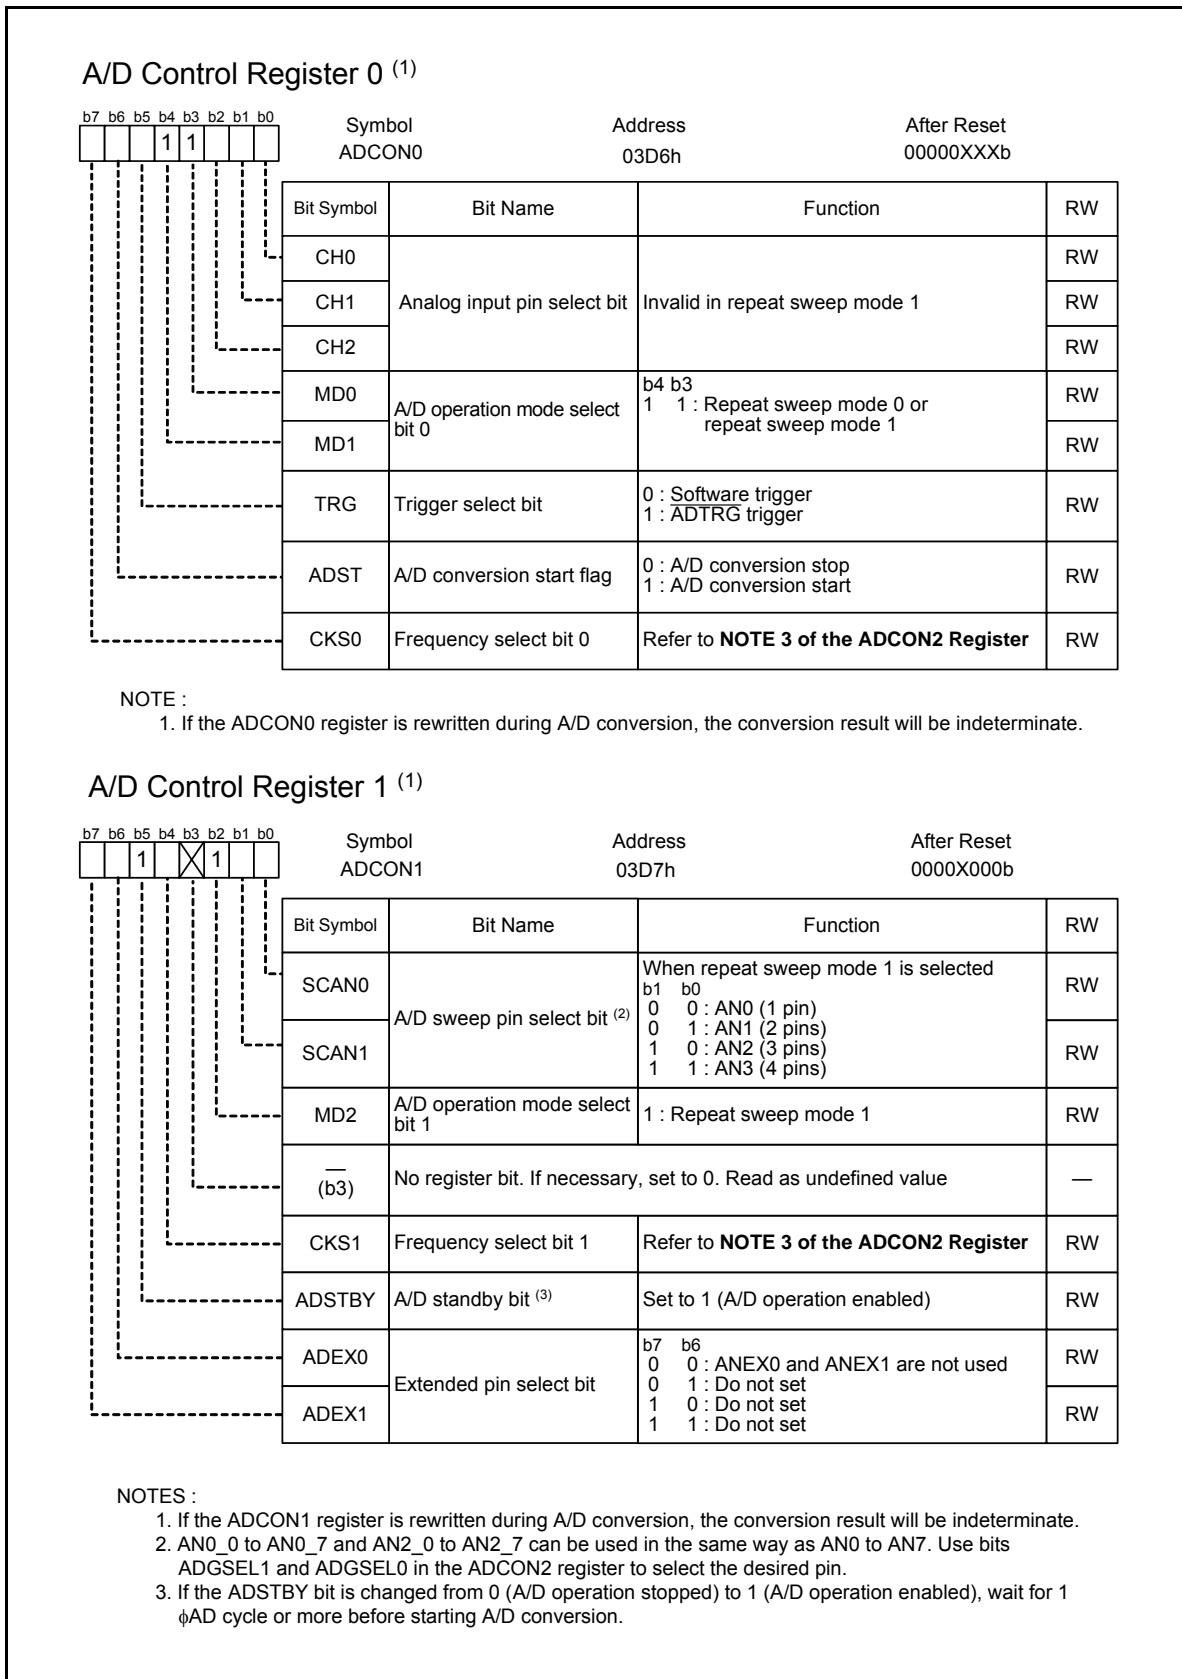 A/D Control Register 0 (1)
b7 b6 b5 b4 b3 b2 b1 b0
1 1
Symbol Address After Reset
ADCON0 03D6h 00000XXXb
Bit Symbol Bit Name Function RW
CH0 RW
CH1 Analog input pin select bit Invalid in repeat sweep mode 1 RW
CH2 RW
MD0 RW
A/D operation mode select
bit 0
b4 b3
1 1 : Repeat sweep mode 0 or
repeat sweep mode 1
MD1 RW
TRG Trigger select bit 0 : Software trigger
1 : ADTRG trigger RW
ADST A/D conversion start flag 0 : A/D conversion stop
1 : A/D conversion start RW
CKS0 Frequency select bit 0 Refer to NOTE 3 of the ADCON2 Register RW
NOTE :
1. If the ADCON0 register is rewritten during A/D conversion, the conversion result will be indeterminate.
A/D Control Register 1 (1)
b7 b6 b5 b4 b3 b2 b1 b0
1 1
Symbol Address After Reset
ADCON1 03D7h 0000X000b
Bit Symbol Bit Name Function RW
SCAN0 RW
A/D sweep pin select bit (2)
When repeat sweep mode 1 is selected
b1 b0
0 0 : AN0 (1 pin)
0 1 : AN1 (2 pins)
1 0 : AN2 (3 pins)
1 1 : AN3 (4 pins)
SCAN1 RW
MD2 A/D operation mode select
bit 1
1 : Repeat sweep mode 1 RW
—
(b3) No register bit. If necessary, set to 0. Read as undefined value —
CKS1 Frequency select bit 1 Refer to NOTE 3 of the ADCON2 Register RW
ADSTBY A/D standby bit (3) Set to 1 (A/D operation enabled) RW
ADEX0 RW
Extended pin select bit
b7 b6
0 0 : ANEX0 and ANEX1 are not used
0 1 : Do not set
1 0 : Do not set
1 1 : Do not set
ADEX1 RW
NOTES :
1. If the ADCON1 register is rewritten during A/D conversion, the conversion result will be indeterminate.
2. AN0_0 to AN0_7 and AN2_0 to AN2_7 can be used in the same way as AN0 to AN7. Use bits
ADGSEL1 and ADGSEL0 in the ADCON2 register to select the desired pin.
3. If the ADSTBY bit is changed from 0 (A/D operation stopped) to 1 (A/D operation enabled), wait for 1
ϕAD cycle or more before starting A/D conversion.